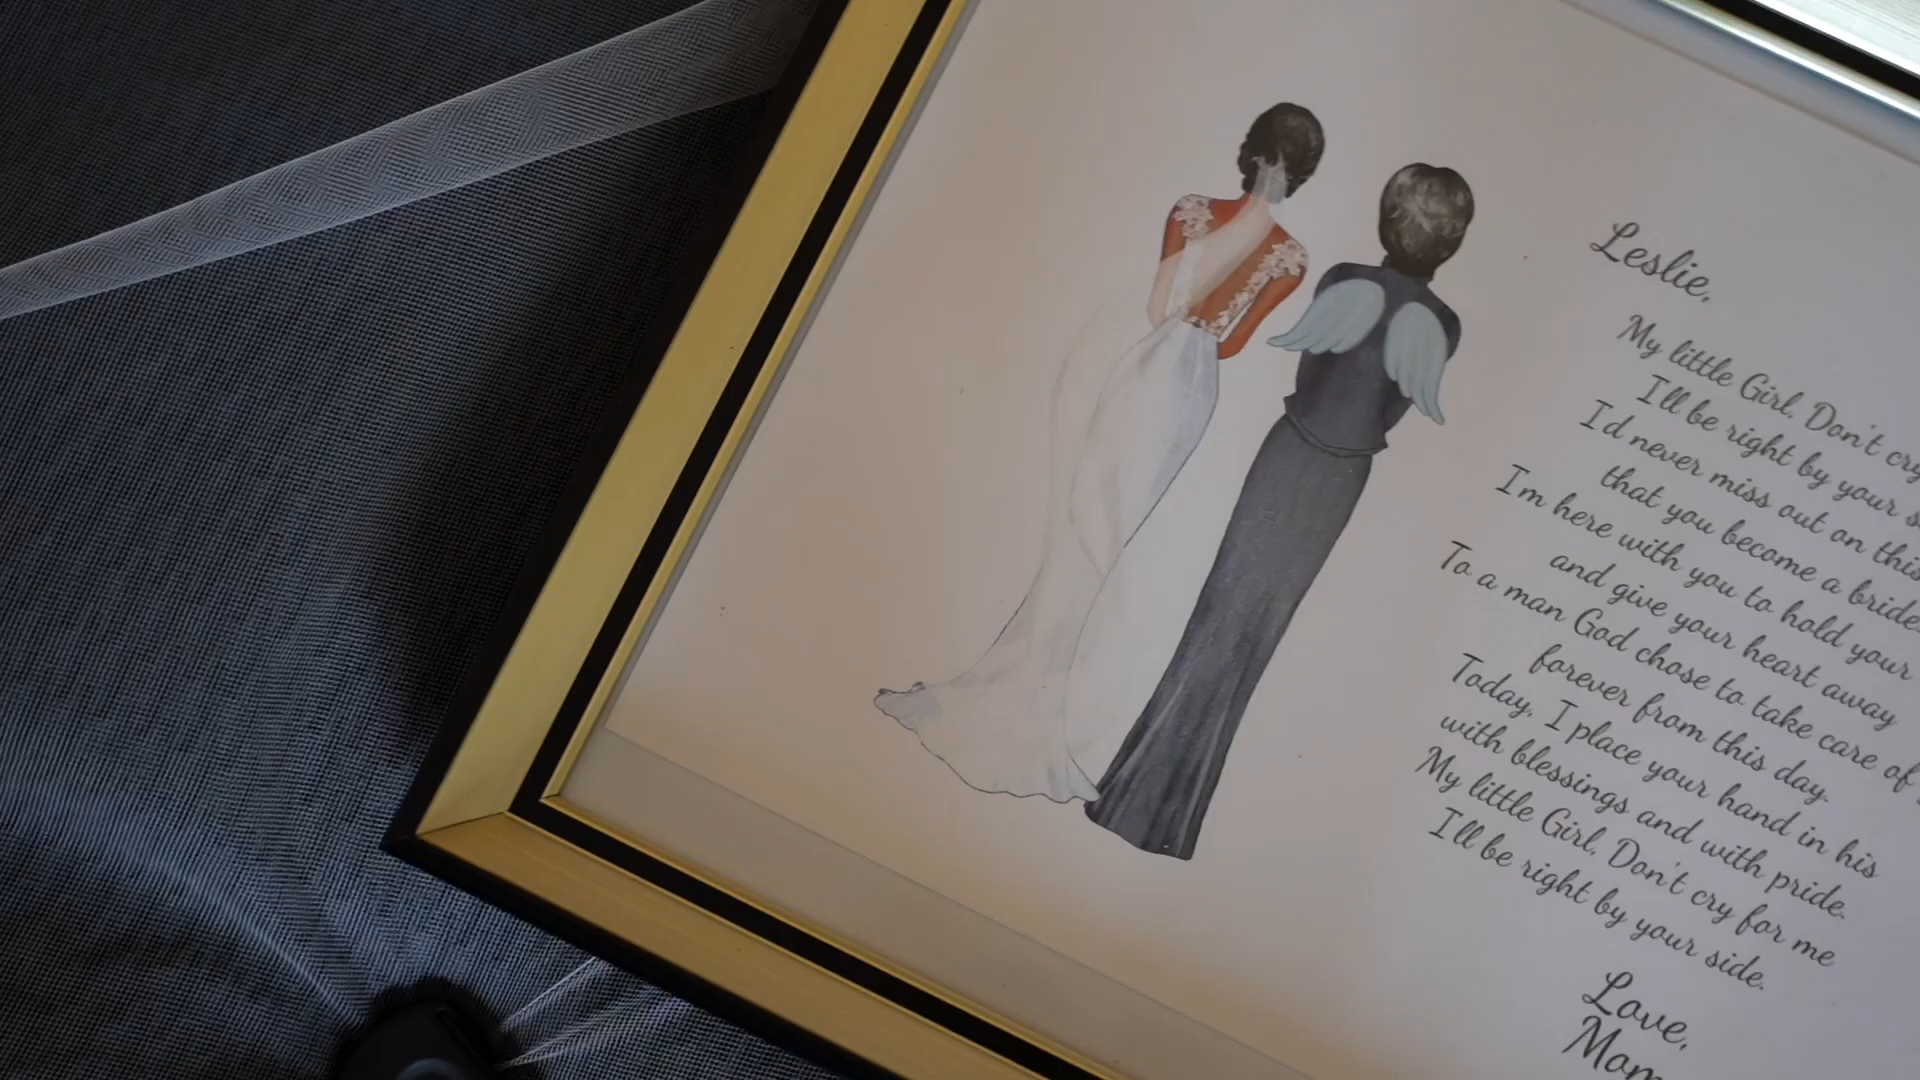 Leslie,
My little Girl, Don't cry
I'll be right by your
I'd never miss out on this
that you become a bride
I'm here with you to hold your
and give your heart away
To a man God chose to take care of
forever from this day.
Today, I place your hand in his
with blessings and with pride.
My little Girl, Don't cry for me
I'll be right by your side.
Love,
Mom